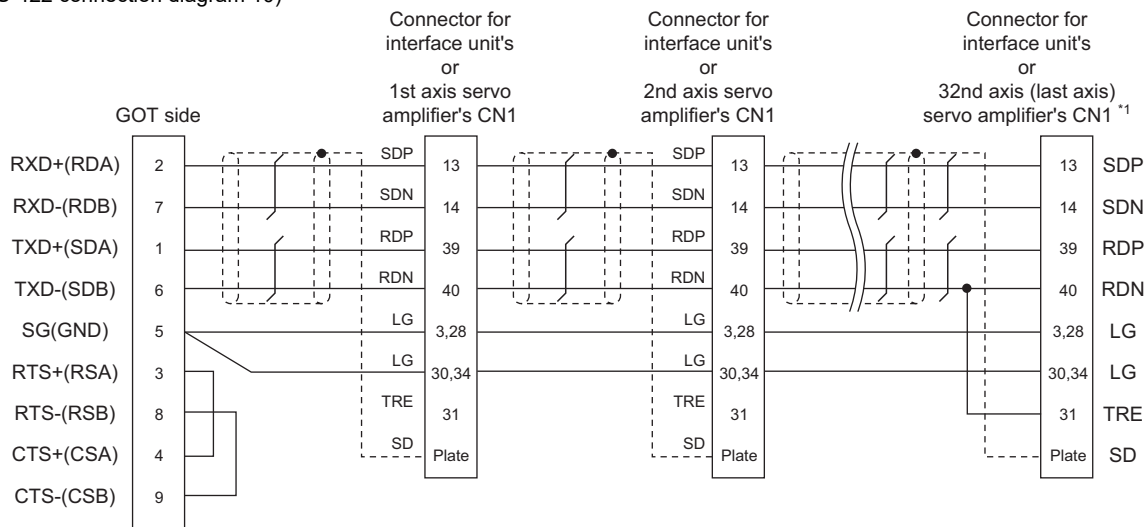 S-422 connection diagram 19)
Connector for
interface unit's
or
1st axis servo
amplifier's CN1
Connector for
interface unit's
or
2nd axis servo
amplifier's CN1
Connector for
interface unit's
or
32nd axis (last axis)
servo amplifier's CN1 *1
GOT side
RXD+(RDA) 2 SDP 13 SDP 13 13 SDP
RXD-(RDB) 7 SDN 14 SDN 14 14 SDN
TXD+(SDA) 1 RDP 39 RDP 39 39 RDP
TXD-(SDB) 6 RDN 40 RDN 40 40 RDN
SG(GND) 5 LG 3,28 LG 3,28 3,28 LG
RTS+(RSA) 3 LG 30,34 LG 30,34 30,34 LG
RTS-(RSB) 8 TRE 31 TRE 31 31 TRE
CTS+(CSA) 4 SD Plate SD Plate Plate SD
CTS-(CSB) 9